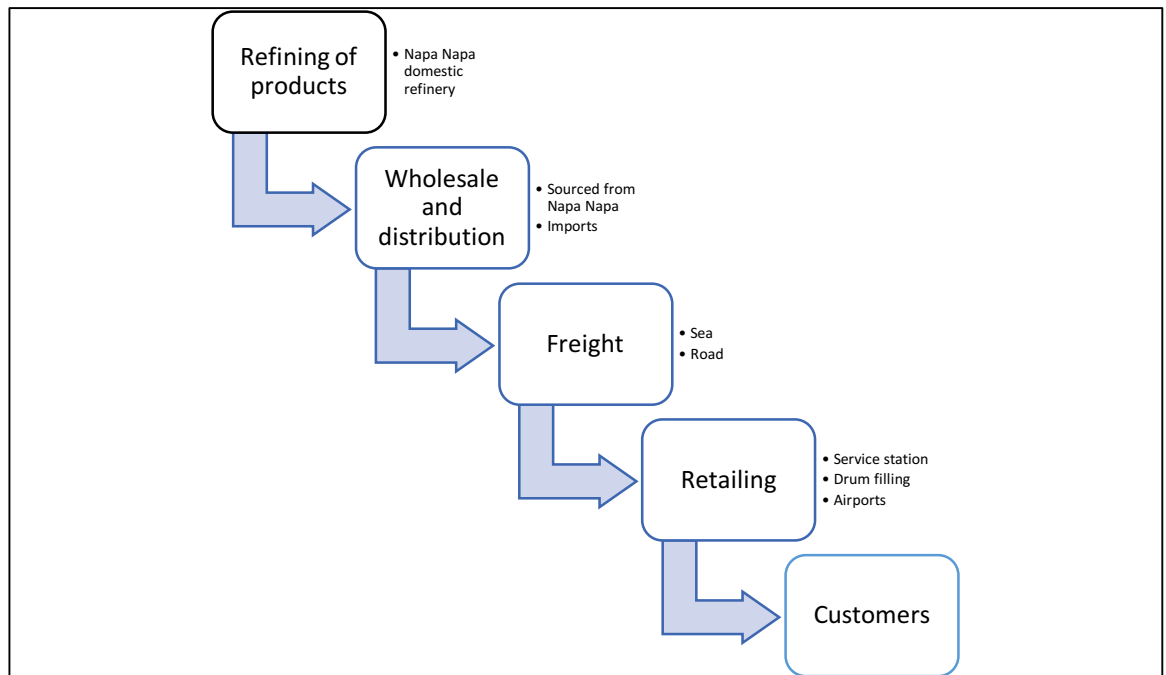 Refining of
products
• Napa Napa
domestic
refinery
Wholesale
and
distribution
• Sourced from
Napa Napa
• Imports
Freight
• Sea
• Road
Retailing
• Service station
• Drum filling
• Airports
Customers